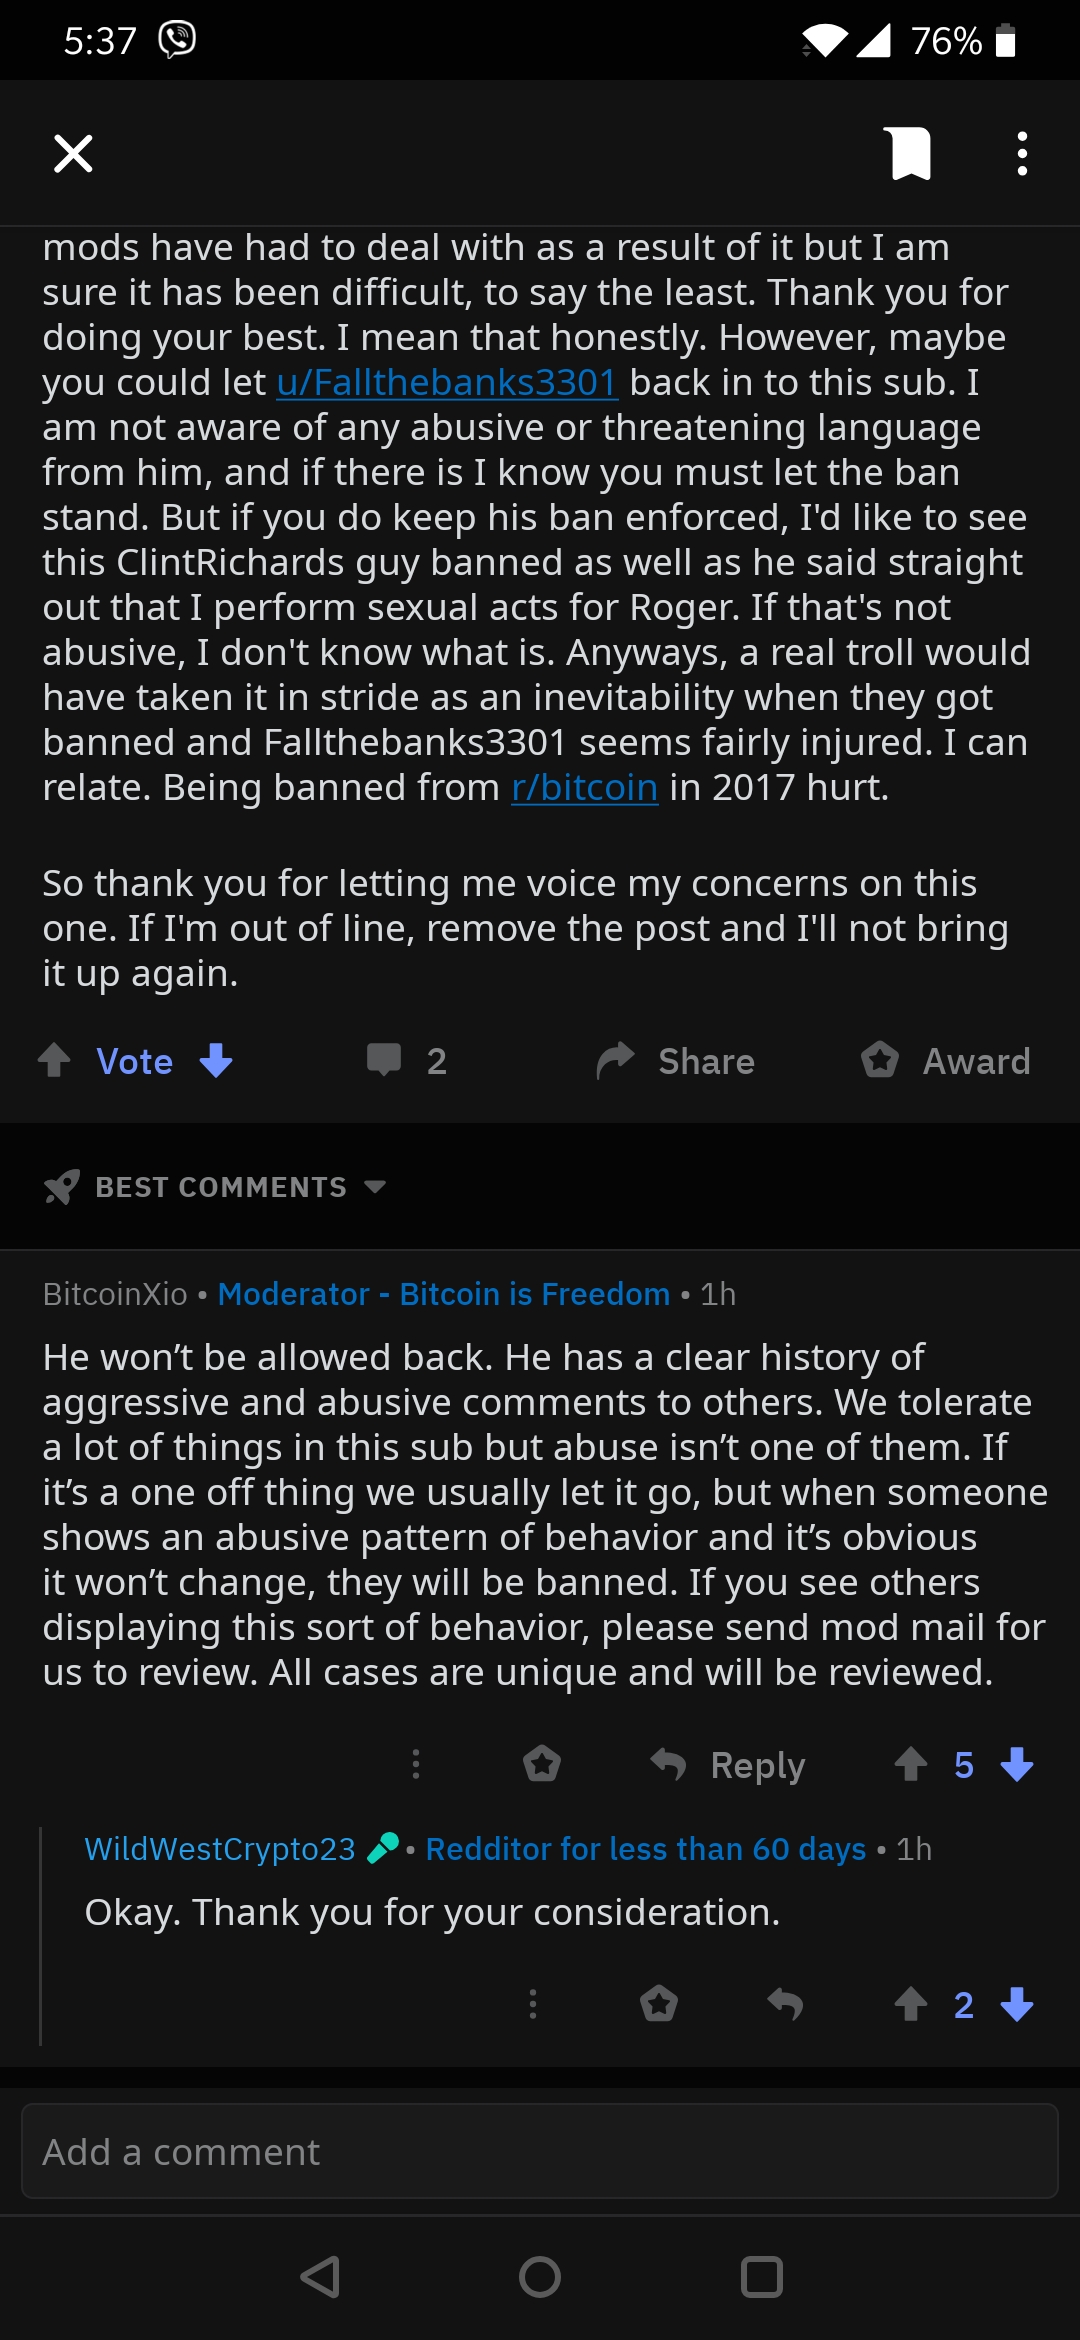 5:37
76%
mods have had to deal with as a result of it but I am
sure it has been difficult, to say the least. Thank you for
doing your best. I mean that honestly. However, maybe
you could let u/Fallthebanks3301 back in to this sub. I
am not aware of any abusive or threatening language
from him, and if there is I know you must let the ban
stand. But if you do keep his ban enforced, I'd like to see
this ClintRichards guy banned as well as he said straight
out that I perform sexual acts for Roger. If that's not
abusive, I don't know what is. Anyways, a real troll would
have taken it in stride as an inevitability when they got
banned and Fallthebanks3301 seems fairly injured. I can
relate. Being banned from r/bitcoin in 2017 hurt.
So thank you for letting me voice my concerns on this
one. If I'm out of line, remove the post and I'll not bring
it up again.
Vote 2 Share Award
BEST COMMENTS
BitcoinXio • Moderator - Bitcoin is Freedom • 1h
He won’t be allowed back. He has a clear history of
aggressive and abusive comments to others. We tolerate
a lot of things in this sub but abuse isn’t one of them. If
it’s a one off thing we usually let it go, but when someone
shows an abusive pattern of behavior and it’s obvious
it won’t change, they will be banned. If you see others
displaying this sort of behavior, please send mod mail for
us to review. All cases are unique and will be reviewed.
Reply 5
WildWestCrypto23 • Redditor for less than 60 days • 1h
Okay. Thank you for your consideration.
2
Add a comment